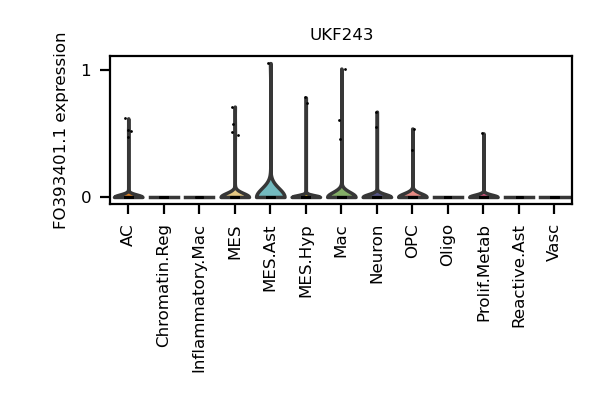 UKF243
FO393401.1 expression
1
0
AC
Chromatin.Reg
Inflammatory.Mac
MES
MES.Ast
MES.Hyp
Mac
Neuron
OPC
Oligo
Prolif.Metab
Reactive.Ast
Vasc